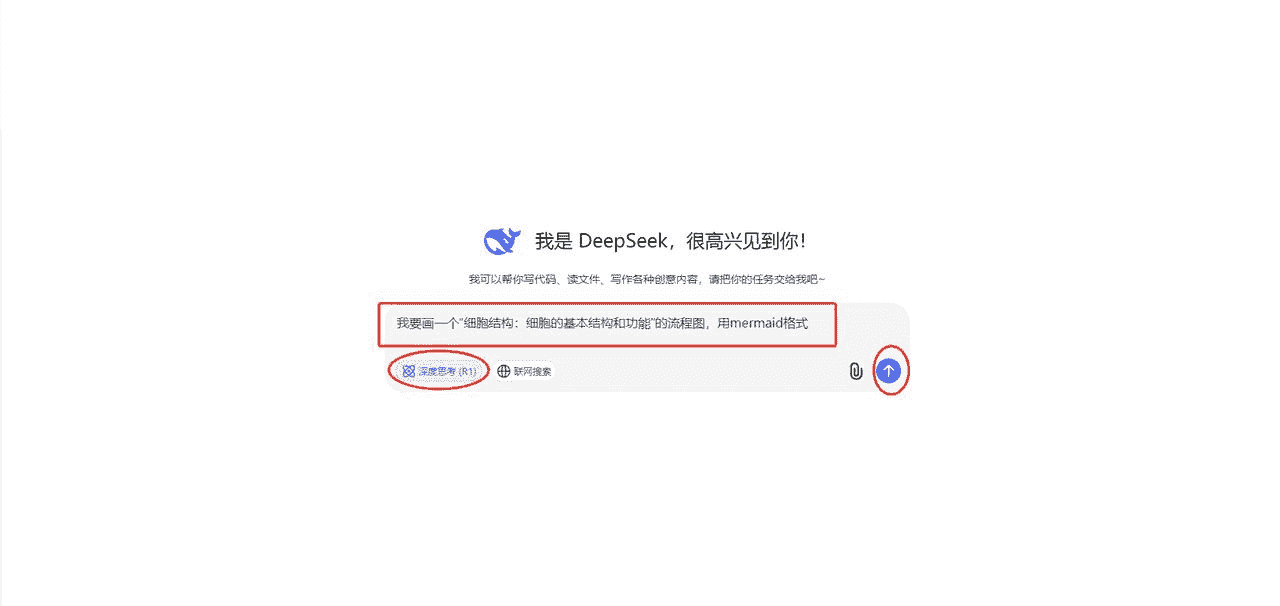 我是 DeepSeek，很高兴见到你！
我可以帮你写代码、读文件、写作各种创意内容，请把你的任务交给我吧~
我要画一个"细胞结构：细胞的基本结构和功能"的流程图，用mermaid格式
深度思考 (R1)
联网搜索